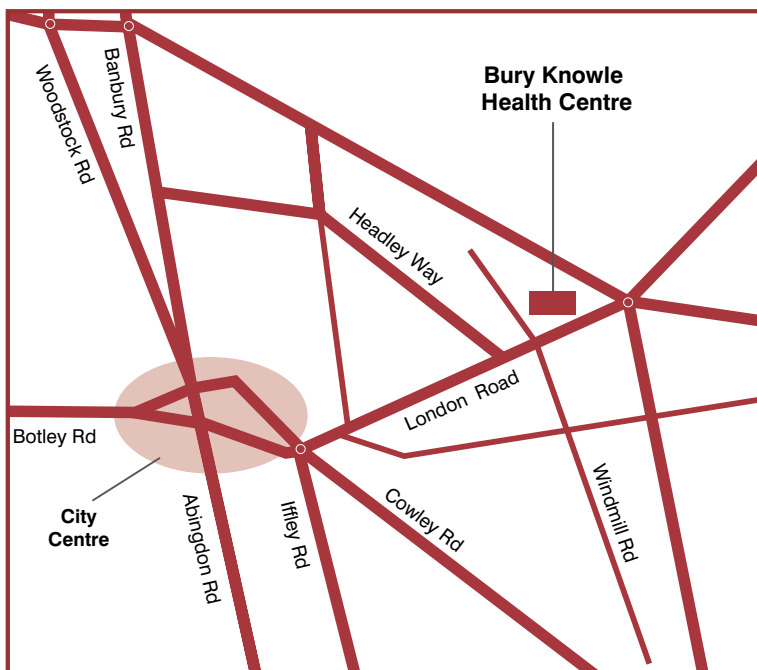 Bury Knowle
Health Centre
Woodstock Rd
Banbury Rd
Headley Way
London Road
Botley Rd
City
Centre
Abingdon Rd
Iffley Rd
Cowley Rd
Windmill Rd